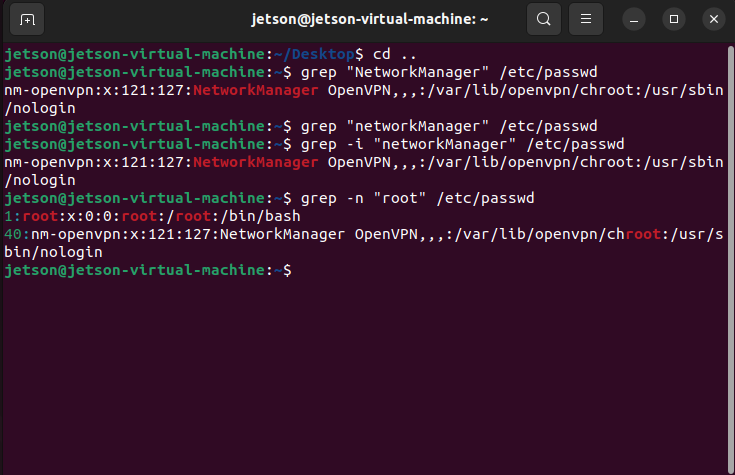 jetson@jetson-virtual-machine: ~
jetson@jetson-virtual-machine:~/Desktop$ cd ..
jetson@jetson-virtual-machine:~$ grep "NetworkManager" /etc/passwd
nm-openvpn:x:121:127:NetworkManager OpenVPN,,,:/var/lib/openvpn/chroot:/usr/sbin
/nologin
jetson@jetson-virtual-machine:~$ grep "networkManager" /etc/passwd
jetson@jetson-virtual-machine:~$ grep -i "networkManager" /etc/passwd
nm-openvpn:x:121:127:NetworkManager OpenVPN,,,:/var/lib/openvpn/chroot:/usr/sbin
/nologin
jetson@jetson-virtual-machine:~$ grep -n "root" /etc/passwd
1:root:x:0:0:root:/root:/bin/bash
40:nm-openvpn:x:121:127:NetworkManager OpenVPN,,,:/var/lib/openvpn/chroot:/usr/s
bin/nologin
jetson@jetson-virtual-machine:~$